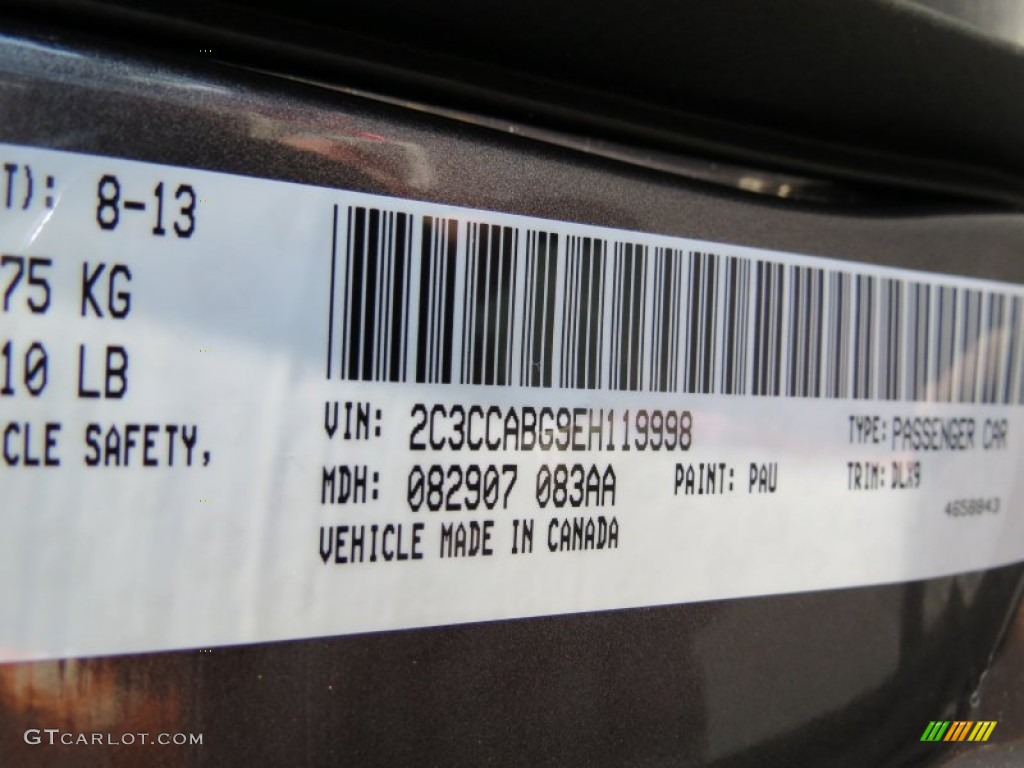 T): 8-13
75 KG
10 LB
CLE SAFETY,
VIN: 2C3CCABG9EH119998 TYPE: PASSENGER CAR
MDH: 082907 083AA PAINT: PAU TRIM: DLX9
4658843
VEHICLE MADE IN CANADA
GTCARLOT.COM